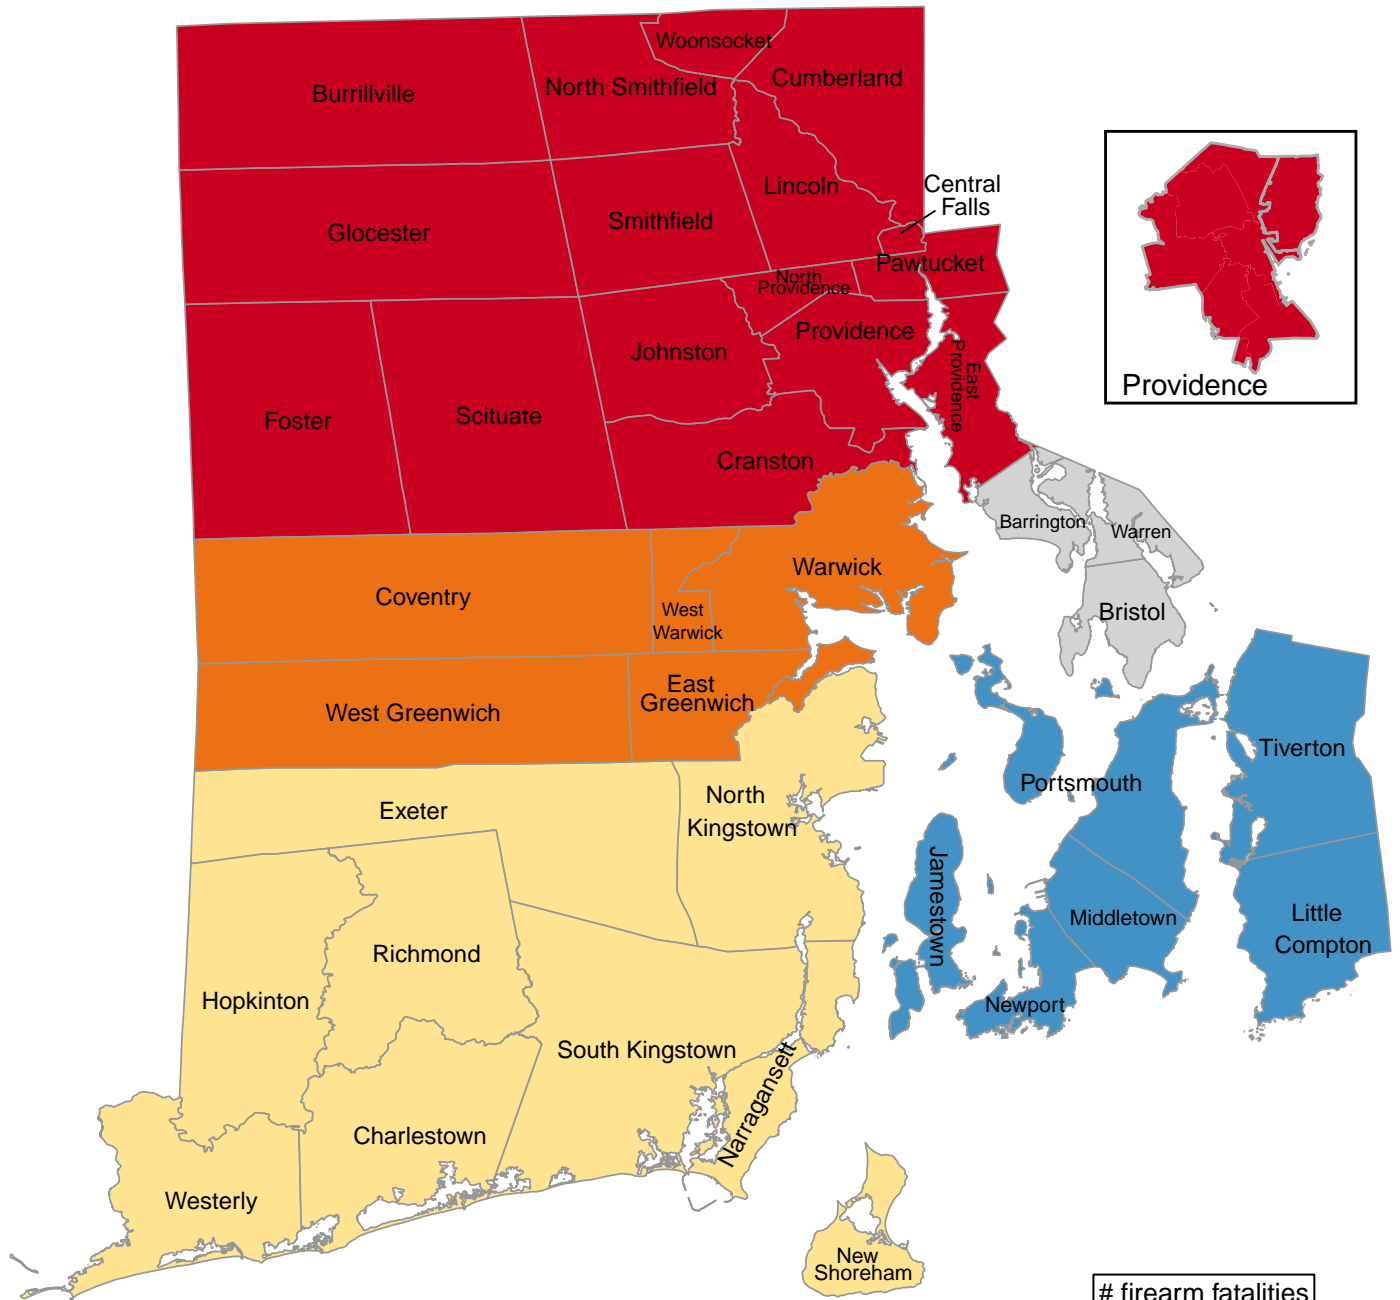 Woonsocket
Burrillville
North Smithfield
Cumberland
Lincoln
Central
Falls
Glocester
Smithfield
Pawtucket
North
Providence
Providence
Johnston
East
Providence
Foster
Scituate
Cranston
Providence
Barrington
Warren
Warwick
Coventry
West
Warwick
Bristol
East
Greenwich
West Greenwich
Tiverton
Portsmouth
Exeter
North
Kingstown
Jamestown
Middletown
Little
Compton
Richmond
Hopkinton
Newport
South Kingstown
Narragansett
Charlestown
Westerly
New
Shoreham
# firearm fatalities